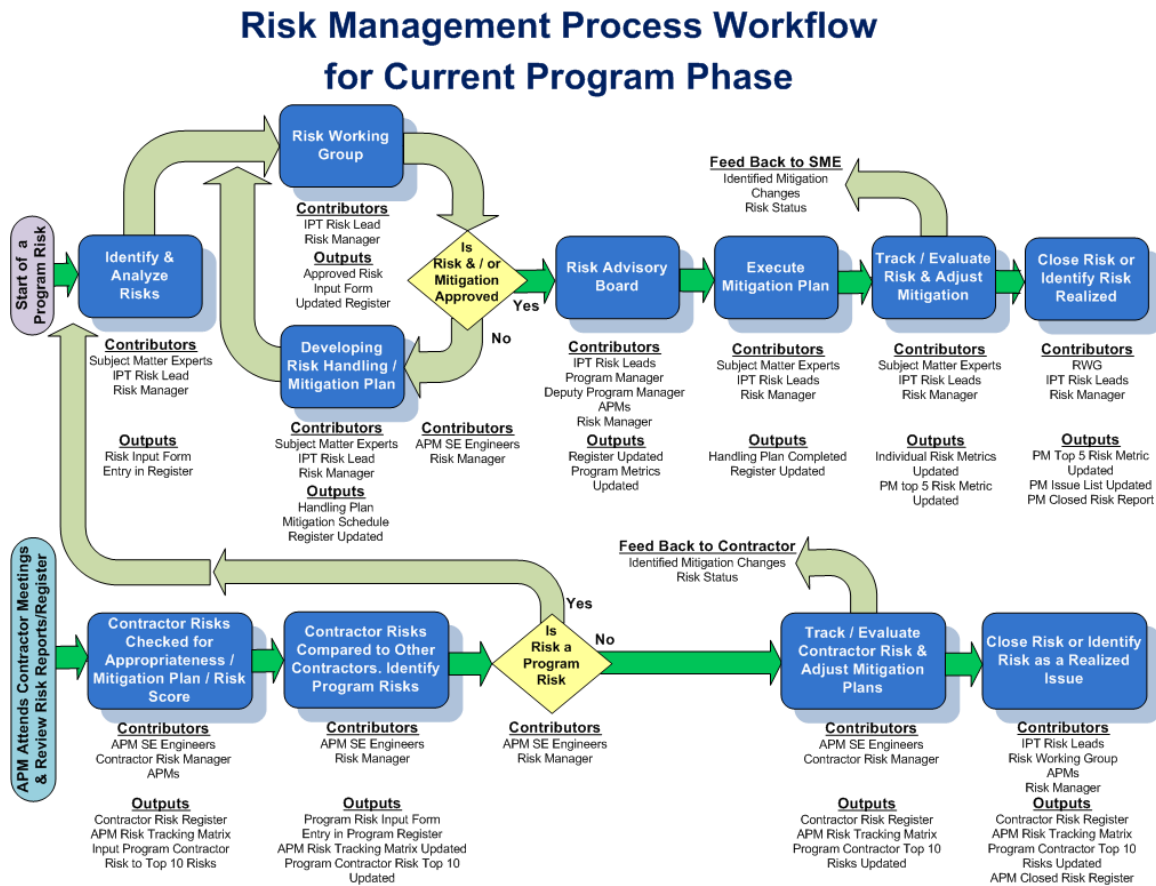 Risk Management Process Workflow
for Current Program Phase
Start of a
Program Risk
Identify &
Analyze
Risks
Contributors
Subject Matter Experts
IPT Risk Lead
Risk Manager
Outputs
Risk Input Form
Entry in Register
Risk Working
Group
Contributors
IPT Risk Lead
Risk Manager
Outputs
Approved Risk
Input Form
Updated Register
Developing
Risk Handling /
Mitigation Plan
Contributors
Subject Matter Experts
IPT Risk Lead
Risk Manager
Outputs
Handling Plan
Mitigation Schedule
Register Updated
Is
Risk & / or
Mitigation
Approved
Yes
No
Contributors
APM SE Engineers
Risk Manager
Risk Advisory
Board
Contributors
IPT Risk Leads
Program Manager
Deputy Program Manager
APMs
Risk Manager
Outputs
Register Updated
Program Metrics
Updated
Execute
Mitigation Plan
Contributors
Subject Matter Experts
IPT Risk Leads
Risk Manager
Outputs
Handling Plan Completed
Register Updated
Feed Back to SME
Identified Mitigation
Changes
Risk Status
Track / Evaluate
Risk & Adjust
Mitigation
Contributors
Subject Matter Experts
IPT Risk Leads
Risk Manager
Outputs
Individual Risk Metrics
Updated
PM top 5 Risk Metric
Updated
Close Risk or
Identify Risk
Realized
Contributors
RWG
IPT Risk Leads
Risk Manager
Outputs
PM Top 5 Risk Metric
Updated
PM Issue List Updated
PM Closed Risk Report
APM Attends Contractor Meetings
& Review Risk Reports/Register
Contractor Risks
Checked for
Appropriateness /
Mitigation Plan / Risk
Score
Contributors
APM SE Engineers
Contractor Risk Manager
APMs
Outputs
Contractor Risk Register
APM Risk Tracking Matrix
Input Program Contractor
Risk to Top 10 Risks
Contractor Risks
Compared to Other
Contractors. Identify
Program Risks
Contributors
APM SE Engineers
Risk Manager
Outputs
Program Risk Input Form
Entry in Program Register
APM Risk Tracking Matrix Updated
Program Contractor Risk Top 10
Updated
Is
Risk a
Program
Risk
Yes
No
Contributors
APM SE Engineers
Risk Manager
Feed Back to Contractor
Identified Mitigation Changes
Risk Status
Track / Evaluate
Contractor Risk &
Adjust Mitigation
Plans
Contributors
APM SE Engineers
Contractor Risk Manager
Outputs
Contractor Risk Register
APM Risk Tracking Matrix
Program Contractor Top 10
Risks Updated
Close Risk or Identify
Risk as a Realized
Issue
Contributors
IPT Risk Leads
Risk Working Group
APMs
Risk Manager
Outputs
Contractor Risk Register
APM Risk Tracking Matrix
Program Contractor Top 10
Risks Updated
APM Closed Risk Register